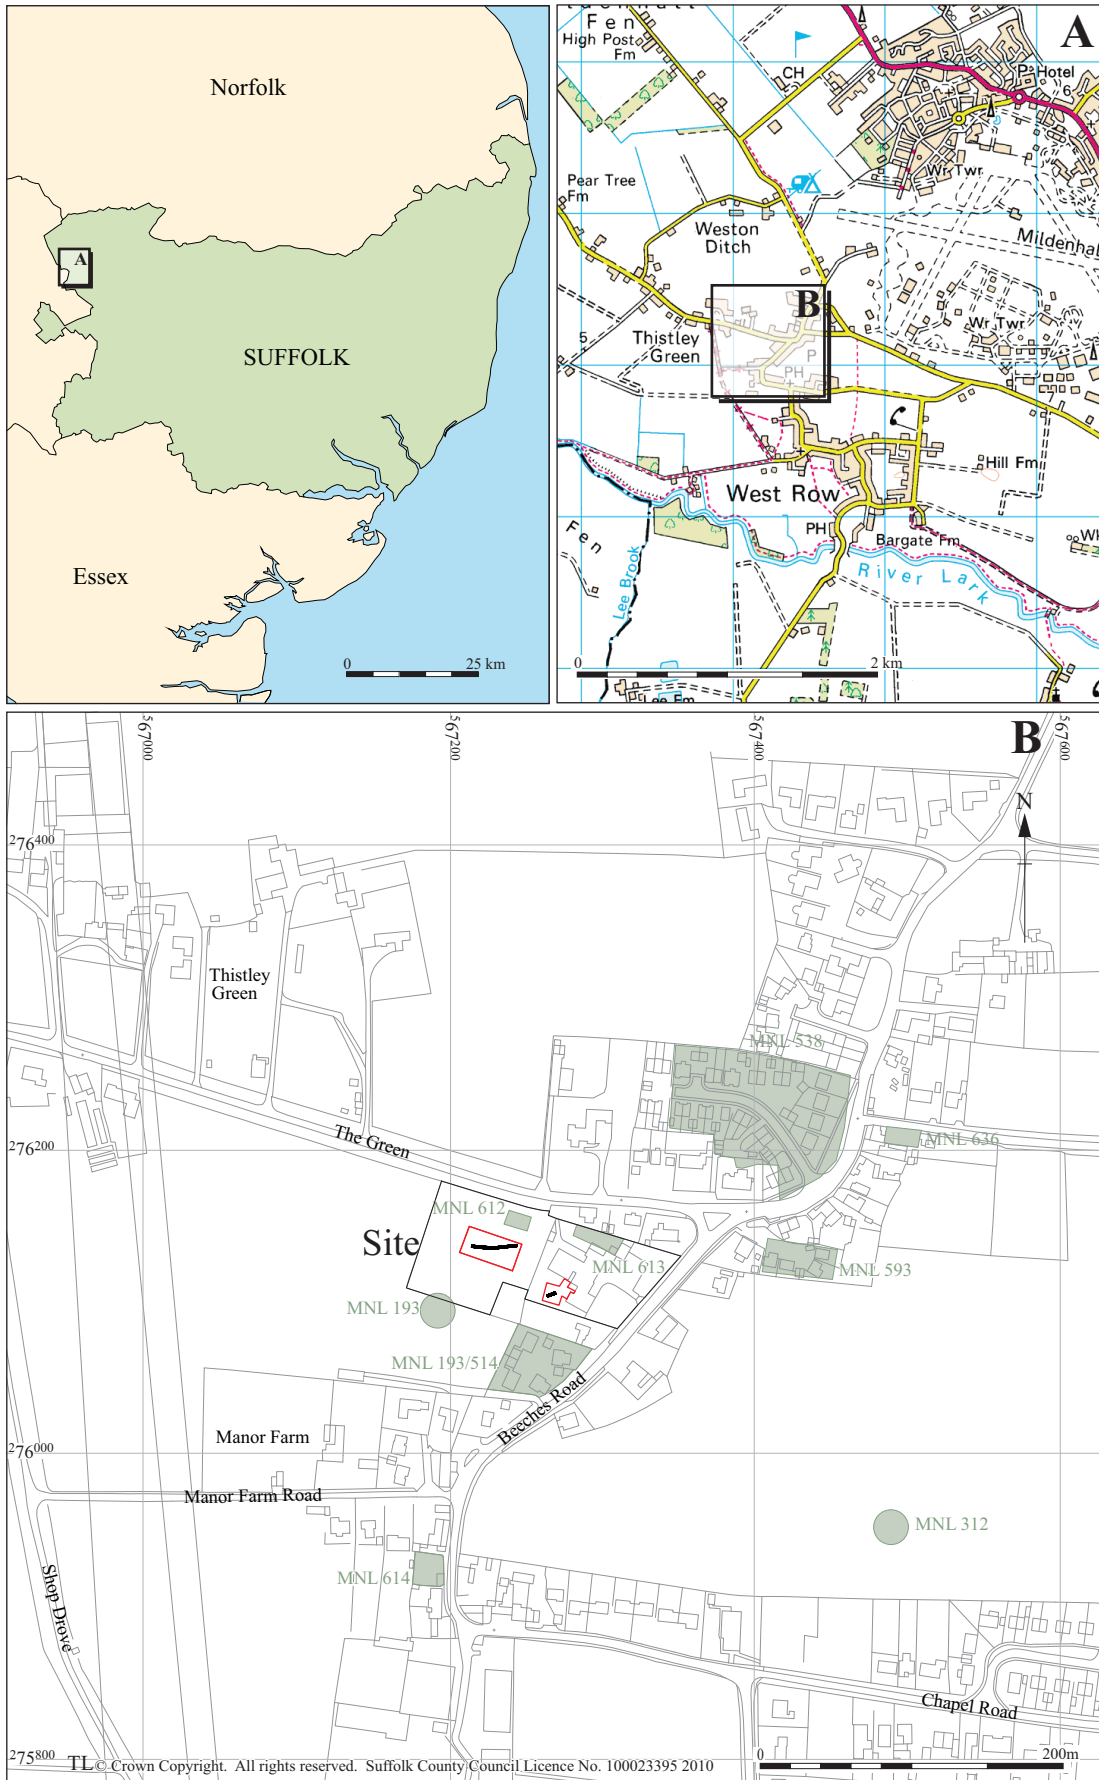 Norfolk
A
SUFFOLK
Essex
0 25 km
A
Fen
High Post
Fm
CH
P
Hotel
6
Pear Tree
Fm
Wr Twr
Weston
Ditch
Mildenhal
B
5
Thistley
Green
Wr Twr
P
PH
Hill Fm
West Row
PH
Bargate Fm
Fen
Lee Brook
River Lark
0 2 km
Lee Fm
B
567000
567200
567400
567600
N
276400
Thistley
Green
MNL 538
The Green
276200
MNL 636
MNL 612
Site
MNL 613
MNL 593
MNL 193
MNL 193/514
Beeches Road
Manor Farm
276000
Manor Farm Road
MNL 312
Shop Drove
MNL 614
Chapel Road
275800
TL © Crown Copyright. All rights reserved. Suffolk County Council Licence No. 100023395 2010
0 200m